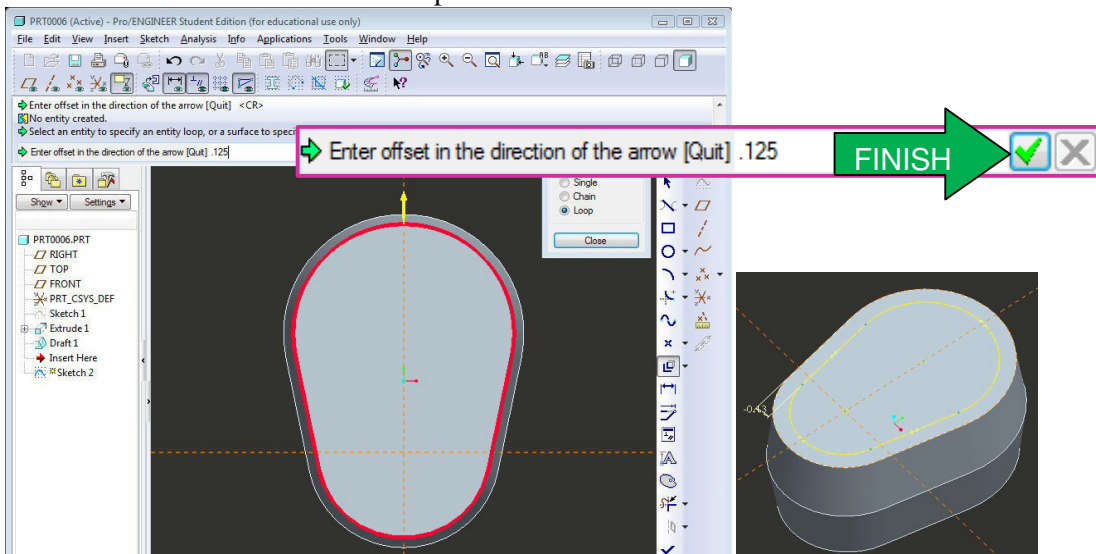 PRT0006 (Active) - Pro/ENGINEER Student Edition (for educational use only)
File Edit View Insert Sketch Analysis Info Applications Tools Window Help
Enter offset in the direction of the arrow [Quit] <CR>
No entity created.
Select an entity to specify an entity loop, or a surface to speci
Enter offset in the direction of the arrow [Quit] .125
Enter offset in the direction of the arrow [Quit] .125
FINISH
Single
Chain
Loop
Close
Show Settings
PRT0006.PRT
RIGHT
TOP
FRONT
PRT_CSYS_DEF
Sketch 1
Extrude 1
Draft 1
Insert Here
Sketch 2
-0.43